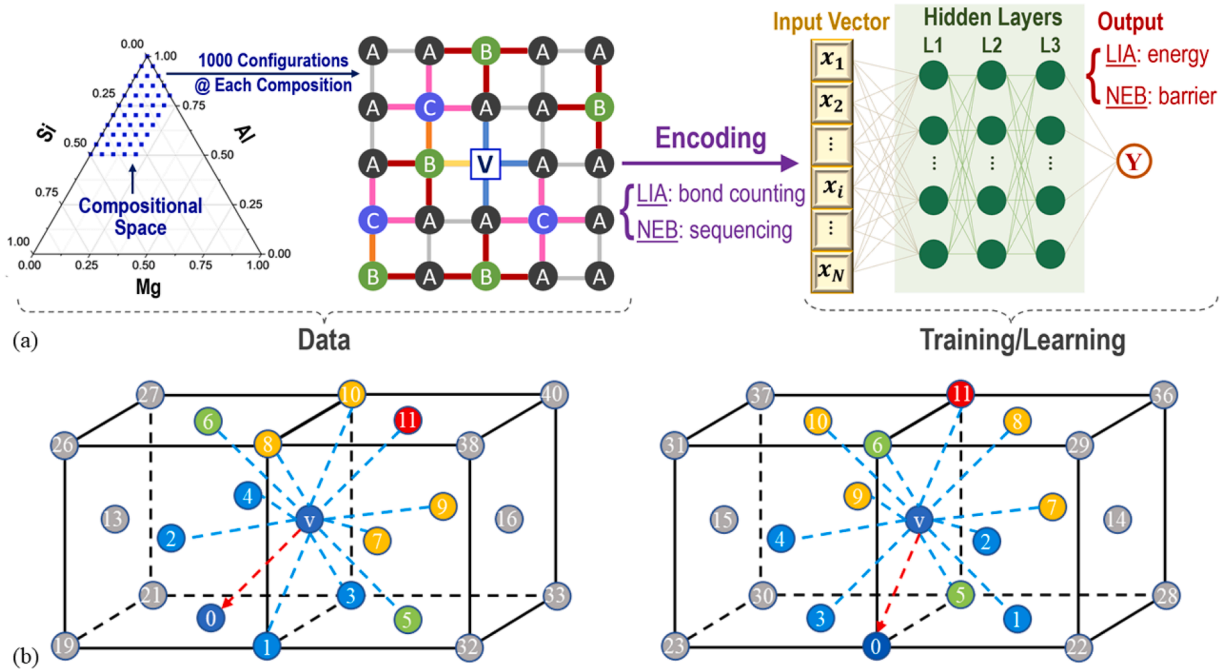 Input Vector
Hidden Layers
Output
L1 L2 L3
LIA: energy
NEB: barrier
0.00 1.00
0.25 0.75
0.50 0.50
0.75 0.25
1.00 0.00
0.00 0.25 0.50 0.75 1.00
Si
Al
Mg
1000 Configurations
@ Each Composition
Compositional
Space
A A B A A
A C A A B
A B V A A
C A A C A
B A B A A
Encoding
LIA: bond counting
NEB: sequencing
x1
x2
⋮
xi
⋮
xN
⋮ ⋮ ⋮
Y
(a)
Data
Training/Learning
27 10 40
6 11
26 8 38
4 9
13 v 16
2 7
21 3 33
0 5
19 1 32
37 11 36
10 8
31 6 29
9 7
15 v 14
4 2
30 5 28
3 1
23 0 22
(b)